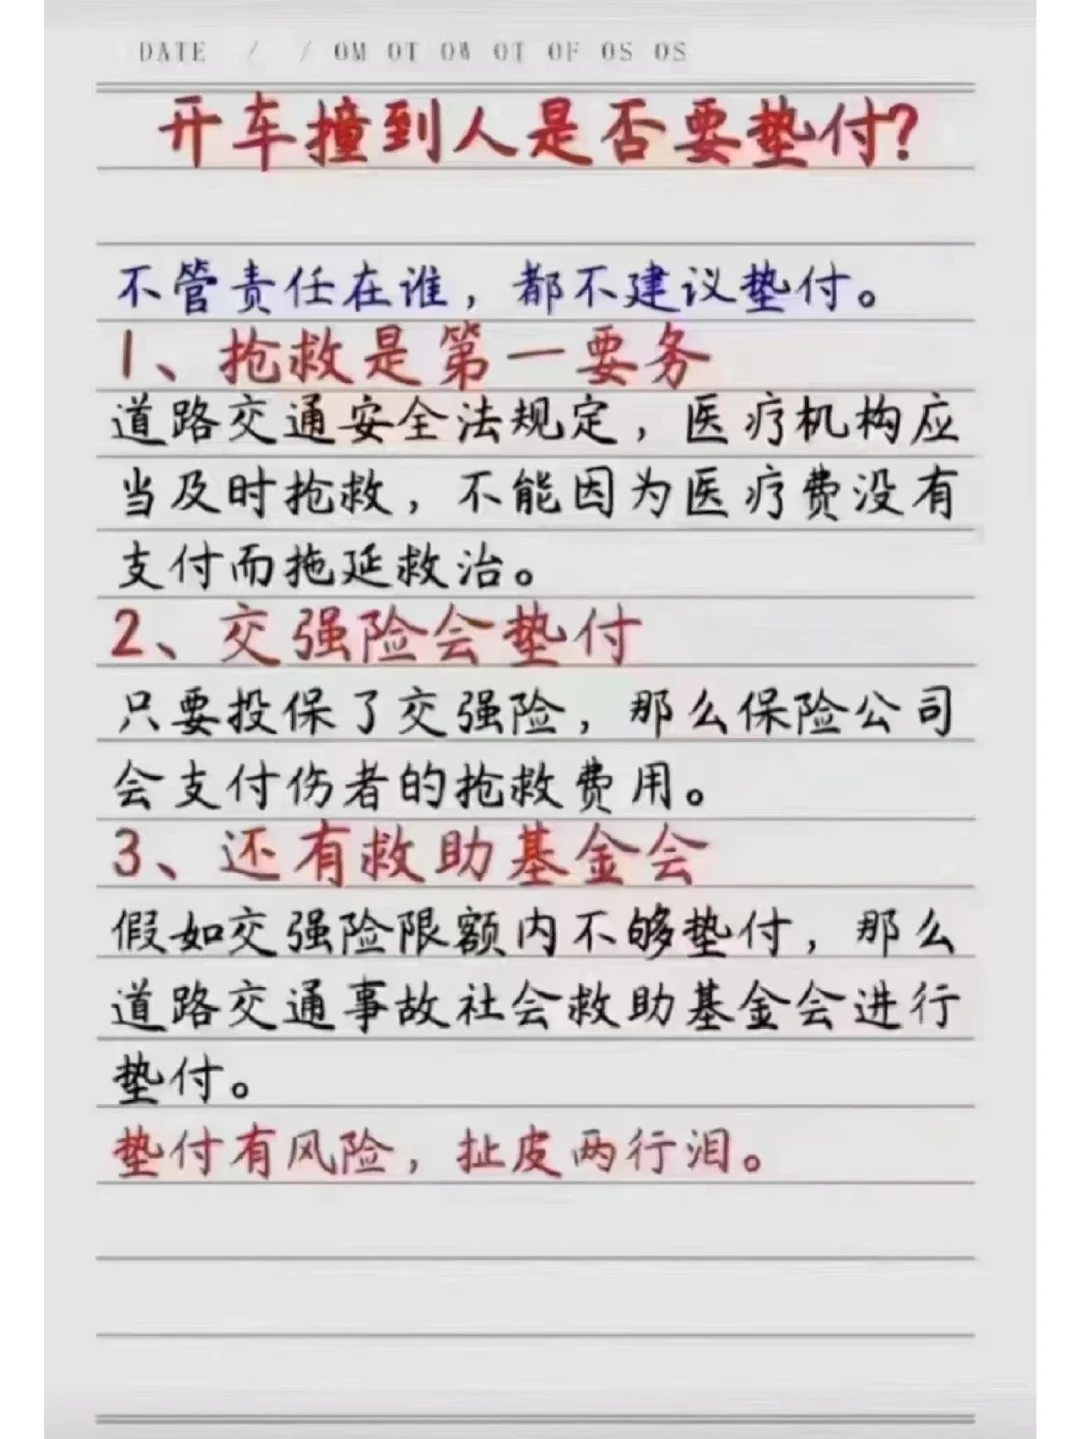 DATE / / OM OT OW OT OF OS OS
开车撞到人是否要垫付?
不管责任在谁，都不建议垫付。
1、抢救是第一要务
道路交通安全法规定，医疗机构应
当及时抢救，不能因为医疗费没有
支付而拖延救治。
2、交强险会垫付
只要投保了交强险，那么保险公司
会支付伤者的抢救费用。
3、还有救助基金会
假如交强险限额内不够垫付，那么
道路交通事故社会救助基金会进行
垫付。
垫付有风险，扯皮两行泪。